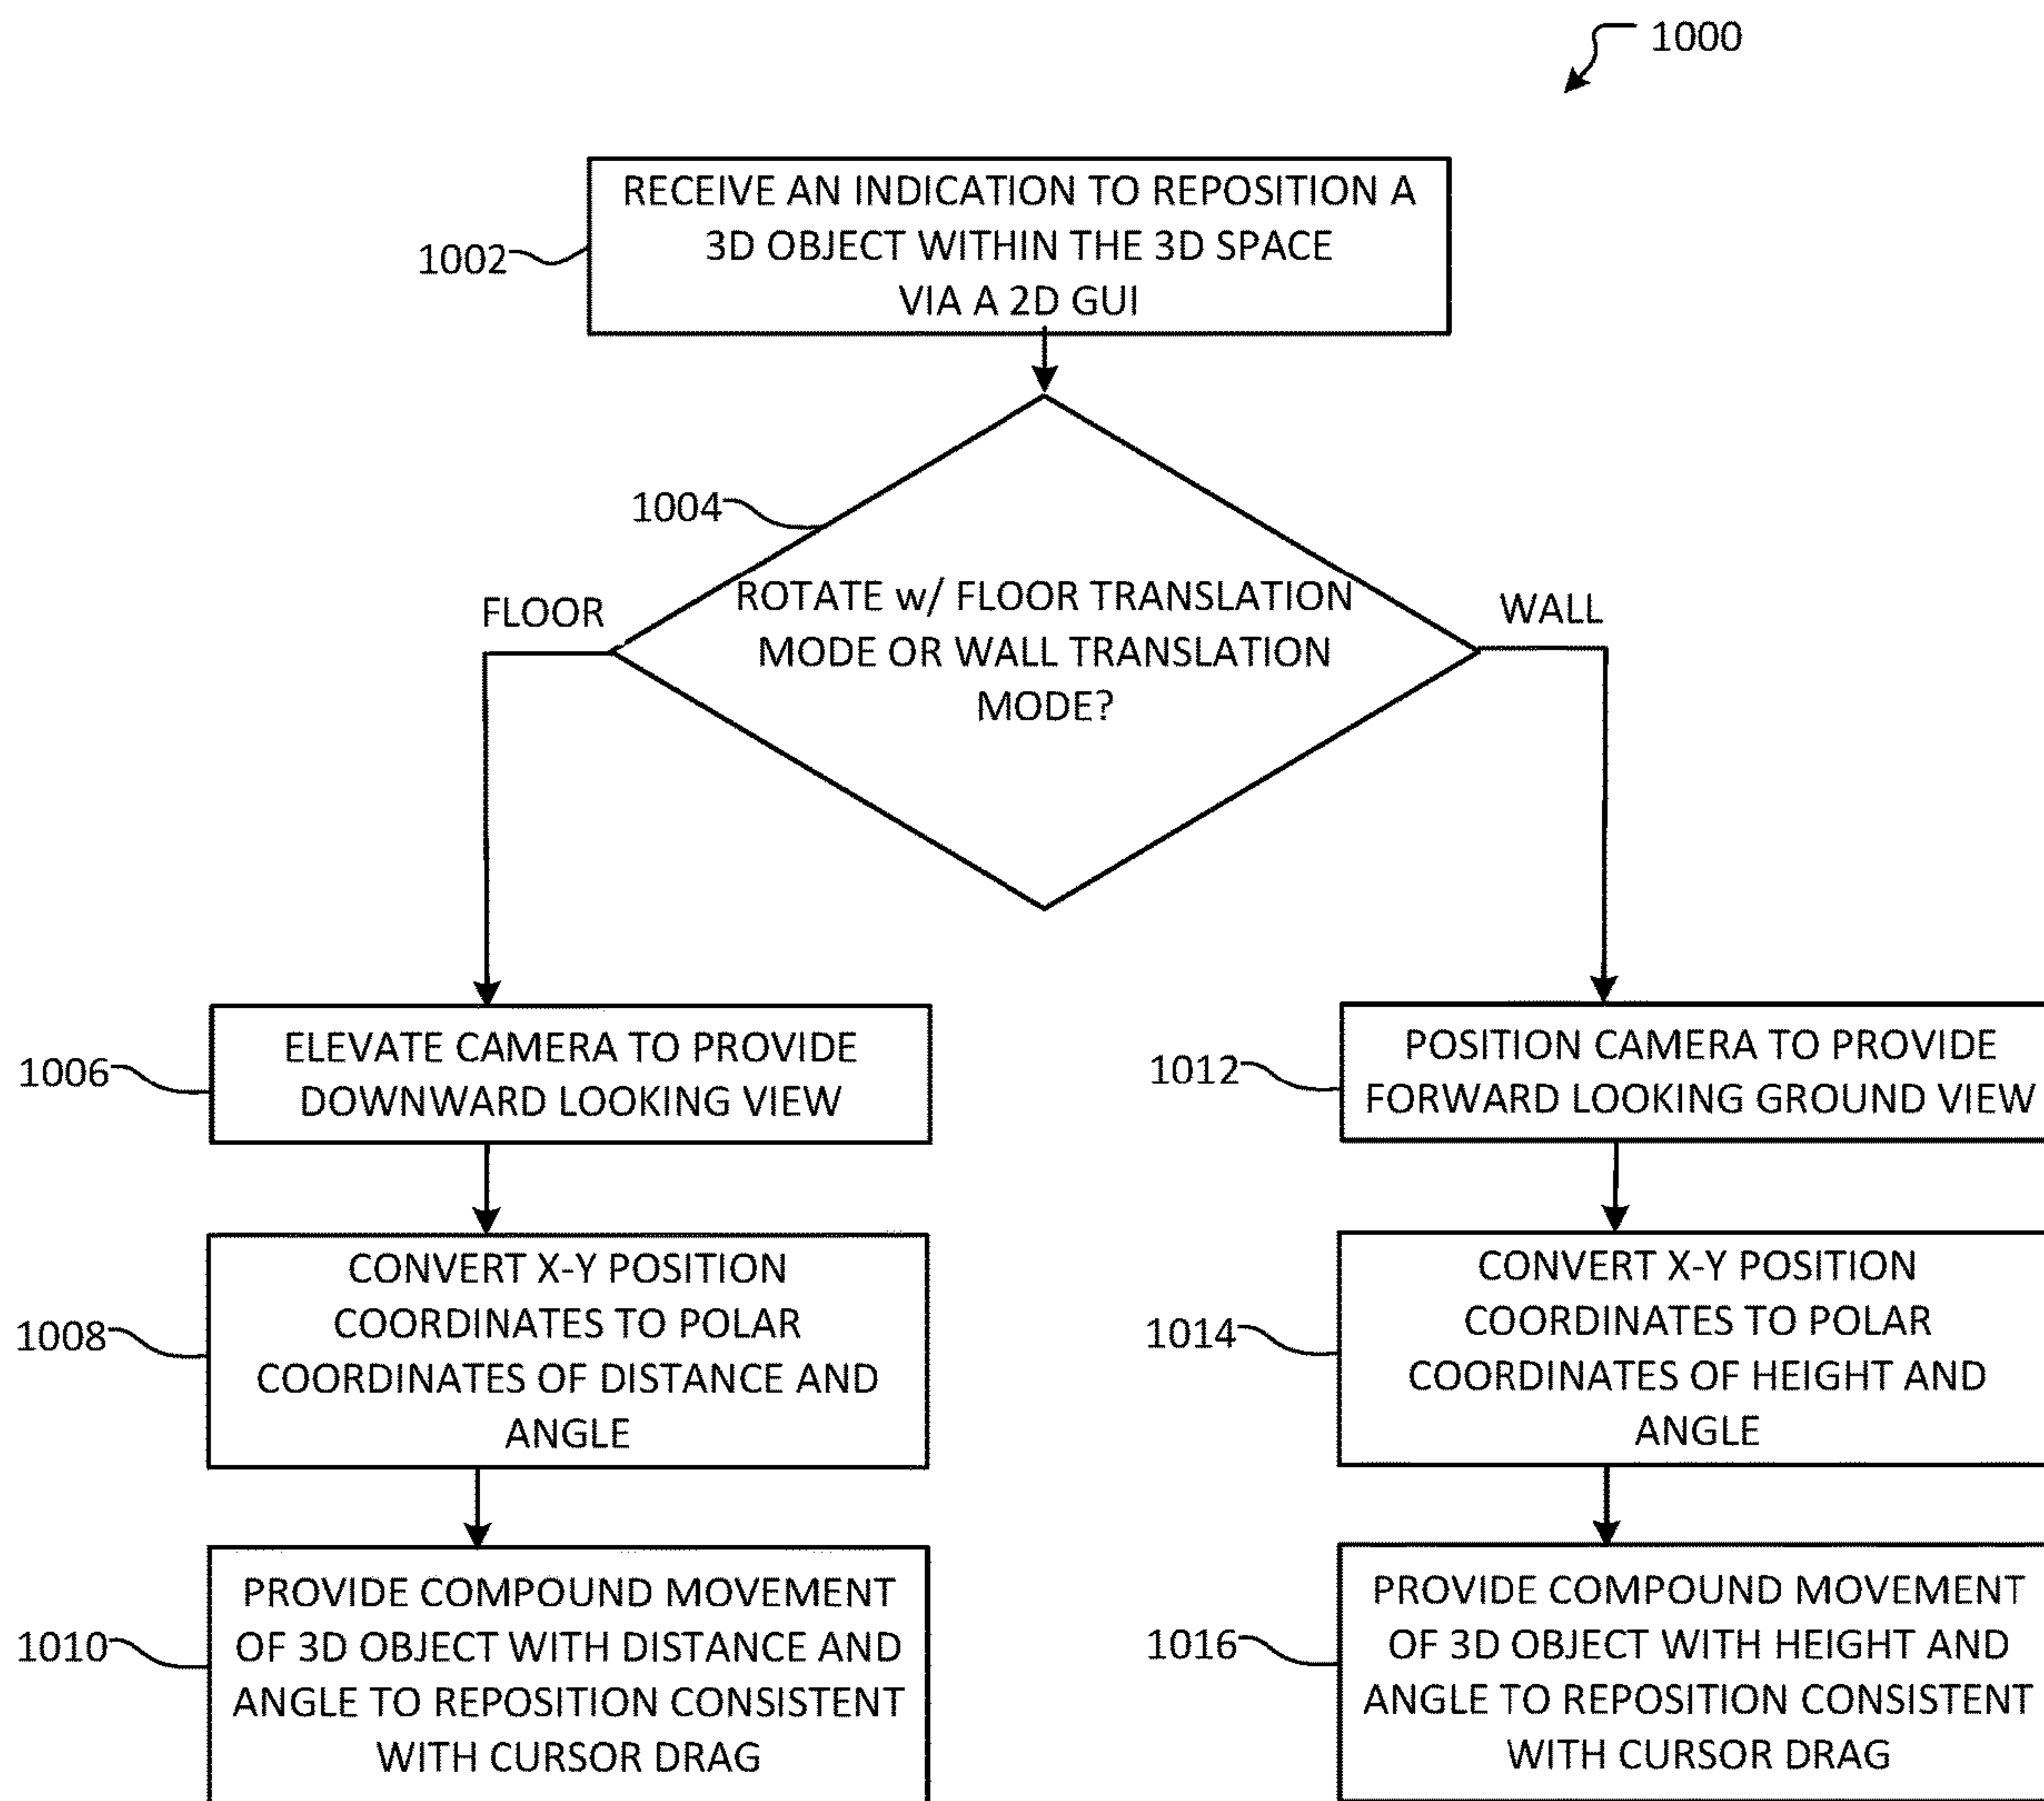 1000
RECEIVE AN INDICATION TO REPOSITION A
3D OBJECT WITHIN THE 3D SPACE
VIA A 2D GUI
1002
1004
ROTATE w/ FLOOR TRANSLATION
MODE OR WALL TRANSLATION
MODE?
FLOOR
WALL
ELEVATE CAMERA TO PROVIDE
DOWNWARD LOOKING VIEW
1006
CONVERT X-Y POSITION
COORDINATES TO POLAR
COORDINATES OF DISTANCE AND
ANGLE
1008
PROVIDE COMPOUND MOVEMENT
OF 3D OBJECT WITH DISTANCE AND
ANGLE TO REPOSITION CONSISTENT
WITH CURSOR DRAG
1010
POSITION CAMERA TO PROVIDE
FORWARD LOOKING GROUND VIEW
1012
CONVERT X-Y POSITION
COORDINATES TO POLAR
COORDINATES OF HEIGHT AND
ANGLE
1014
PROVIDE COMPOUND MOVEMENT
OF 3D OBJECT WITH HEIGHT AND
ANGLE TO REPOSITION CONSISTENT
WITH CURSOR DRAG
1016